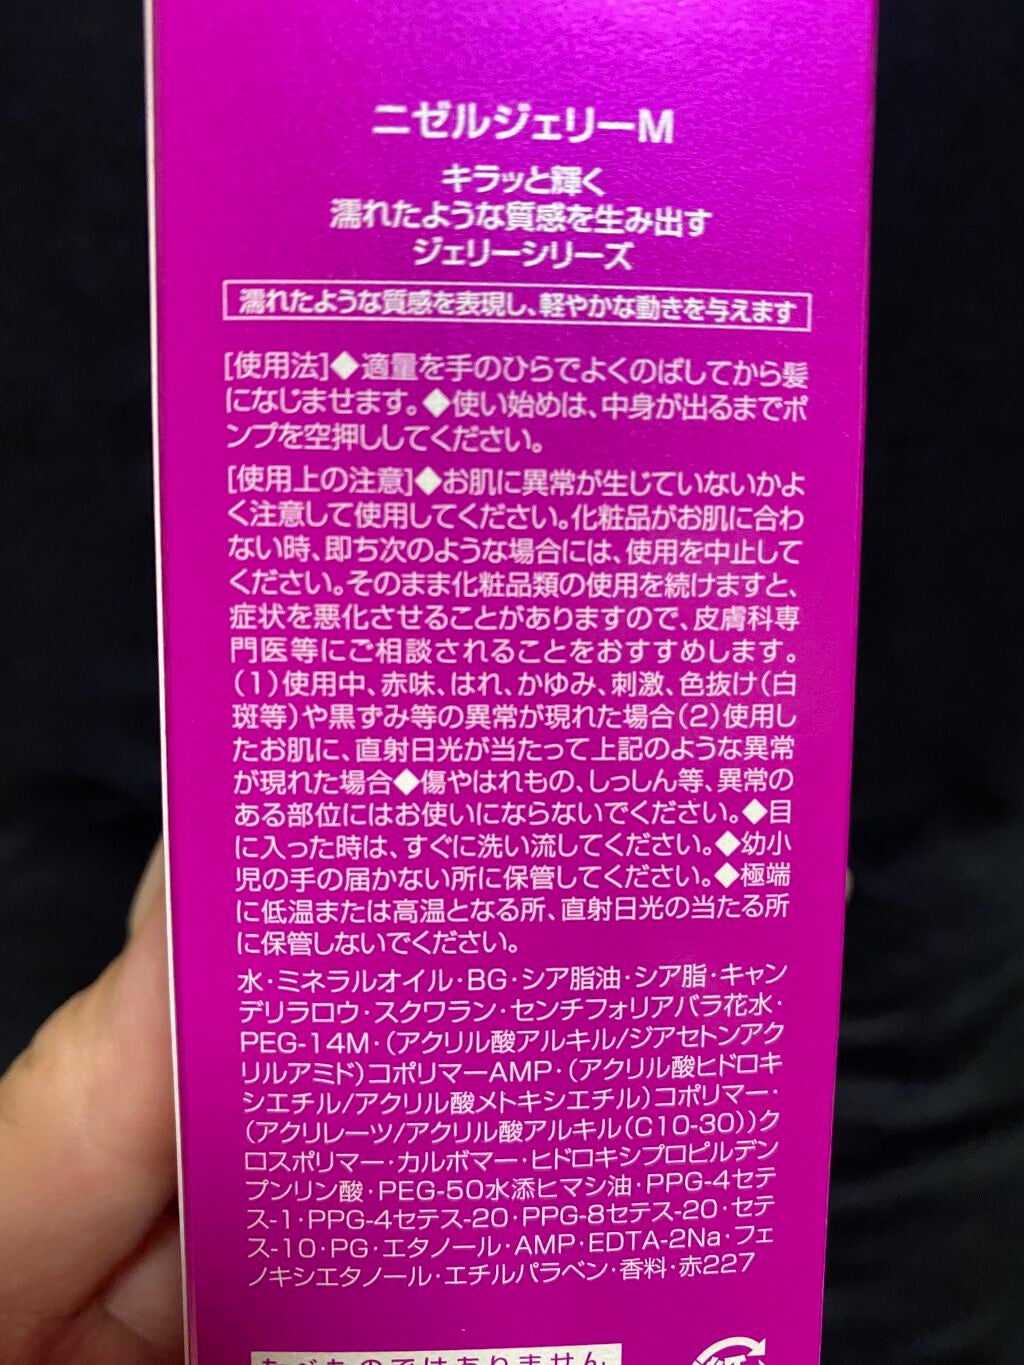 ニゼルジェリーM
キラッと輝く
濡れたような質感を生み出す
ジェリーシリーズ
濡れたような質感を表現し、軽やかな動きを与えます
[使用法]◆適量を手のひらでよくのばしてから髪
になじませます。◆使い始めは、中身が出るまでポ
ンプを空押ししてください。
[使用上の注意]◆お肌に異常が生じていないかよ
く注意して使用してください。化粧品がお肌に合わ
ない時、即ち次のような場合には、使用を中止して
ください。そのまま化粧品類の使用を続けますと、
症状を悪化させることがありますので、皮膚科専
門医等にご相談されることをおすすめします。
(1)使用中、赤味、はれ、かゆみ、刺激、色抜け(白
斑等)や黒ずみ等の異常が現れた場合(2)使用し
たお肌に、直射日光が当たって上記のような異常
が現れた場合◆傷やはれもの、しっしん等、異常の
ある部位にはお使いにならないでください。◆目
に入った時は、すぐに洗い流してください。◆幼小
児の手の届かない所に保管してください。◆極端
に低温または高温となる所、直射日光の当たる所
に保管しないでください。
水・ミネラルオイル・BG・シア脂油・シア脂・キャン
デリラロウ・スクワラン・センチフォリアバラ花水・
PEG-14M・(アクリル酸アルキル/ジアセトンアク
リルアミド)コポリマーAMP・(アクリル酸ヒドロキ
シエチル/アクリル酸メトキシエチル)コポリマー・
(アクリレーツ/アクリル酸アルキル(C10-30))ク
ロスポリマー・カルボマー・ヒドロキシプロピルデン
プンリン酸・PEG-50水添ヒマシ油・PPG-4セテ
ス-1・PPG-4セテス-20・PPG-8セテス-20・セテ
ス-10・PG・エタノール・AMP・EDTA-2Na・フェ
ノキシエタノール・エチルパラベン・香料・赤227
たべものではありません